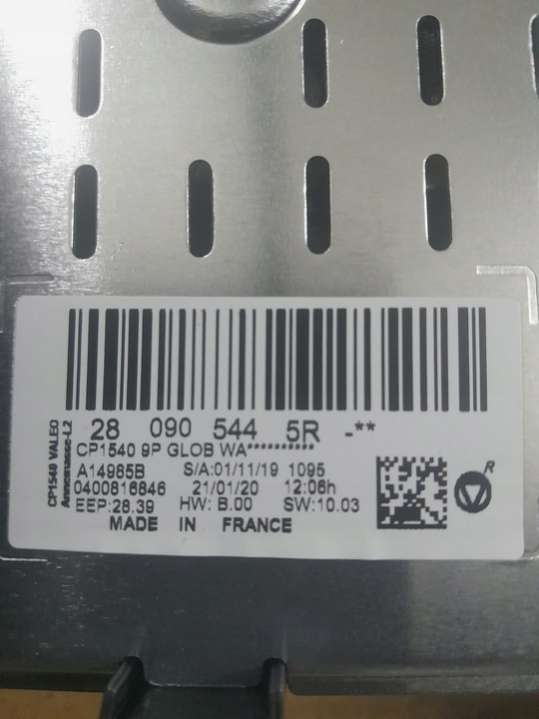 CP1540 VALEO
Annemasse-L2
28 090 544 5R -**
CP1540 9P GLOB WA**********
A14965B S/A:01/11/19 1095
0400816846 21/01/20 12:06h
EEP:28.39 HW: B.00 SW:10.03
MADE IN FRANCE
R